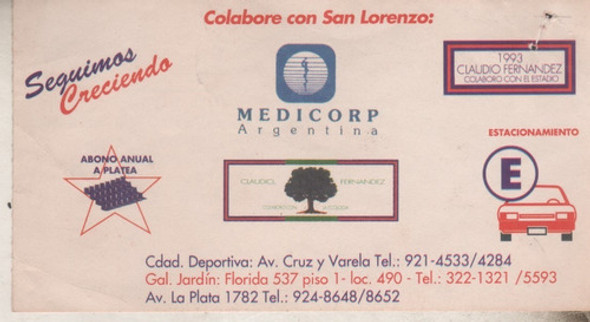 Colabore con San Lorenzo:
Seguimos
Creciendo
MEDICORP
Argentina
1993
CLAUDIO FERNANDEZ
COLABORO CON EL ESTADIO
ABONO ANUAL
A PLATEA
CLAUDIO FERNANDEZ
ESTACIONAMIENTO
E
Cdad. Deportiva: Av. Cruz y Varela Tel.: 921-4533/4284
Gal. Jardín: Florida 537 piso 1- loc. 490 - Tel.: 322-1321 /5593
Av. La Plata 1782 Tel.: 924-8648/8652